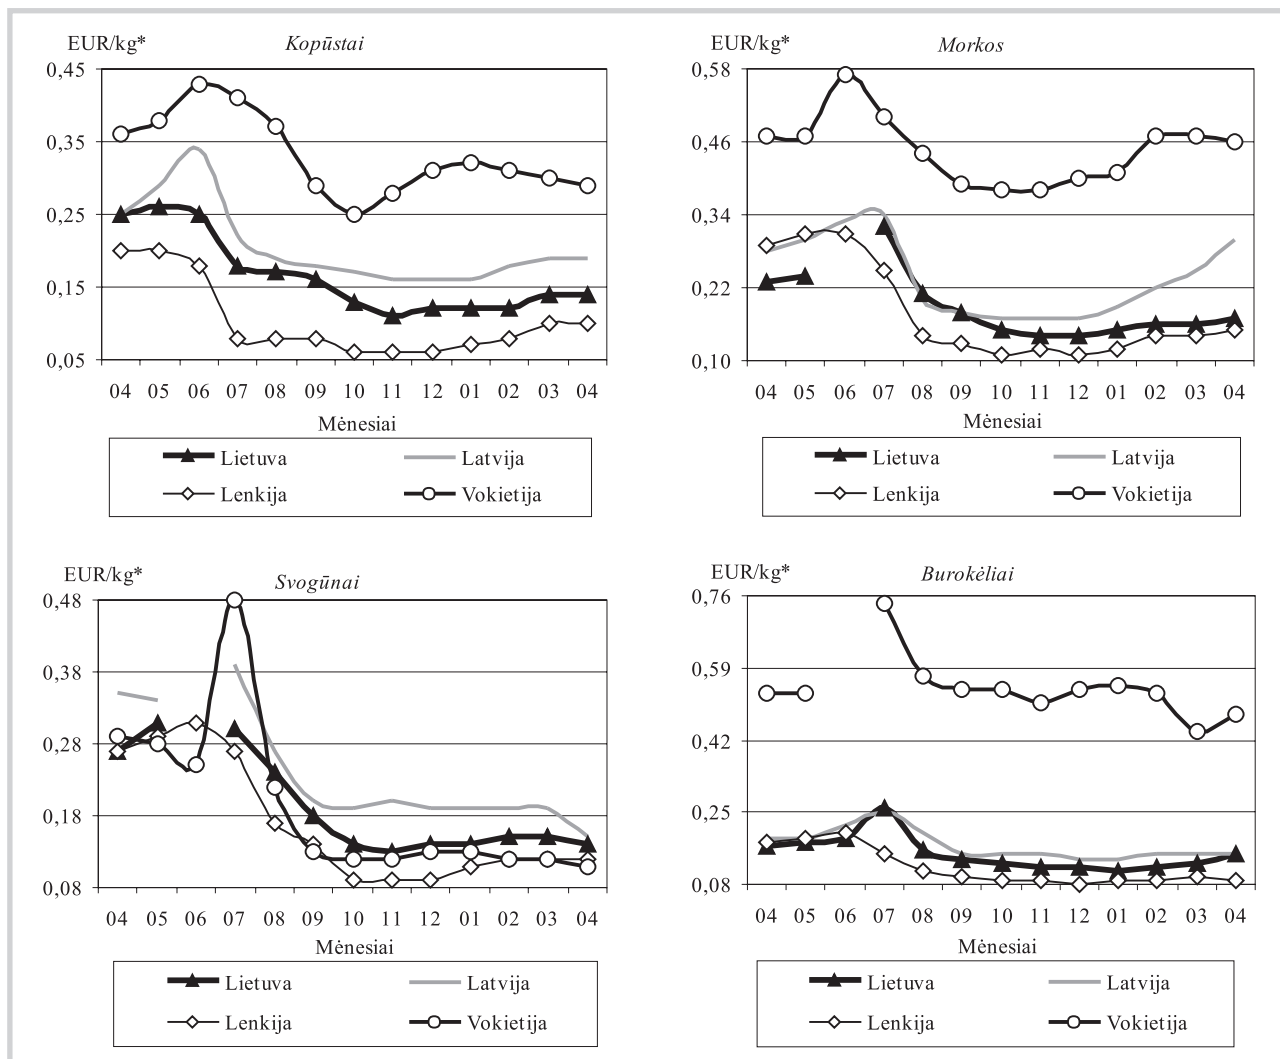 EUR/kg*
Kopūstai
0,45
0,35
0,25
0,15
0,05
04 05 06 07 08 09 10 11 12 01 02 03 04
Mėnesiai
Lietuva Latvija
Lenkija Vokietija
EUR/kg*
Morkos
0,58
0,46
0,34
0,22
0,10
04 05 06 07 08 09 10 11 12 01 02 03 04
Mėnesiai
Lietuva Latvija
Lenkija Vokietija
EUR/kg*
Svogūnai
0,48
0,38
0,28
0,18
0,08
04 05 06 07 08 09 10 11 12 01 02 03 04
Mėnesiai
Lietuva Latvija
Lenkija Vokietija
EUR/kg*
Burokėliai
0,76
0,59
0,42
0,25
0,08
04 05 06 07 08 09 10 11 12 01 02 03 04
Mėnesiai
Lietuva Latvija
Lenkija Vokietija